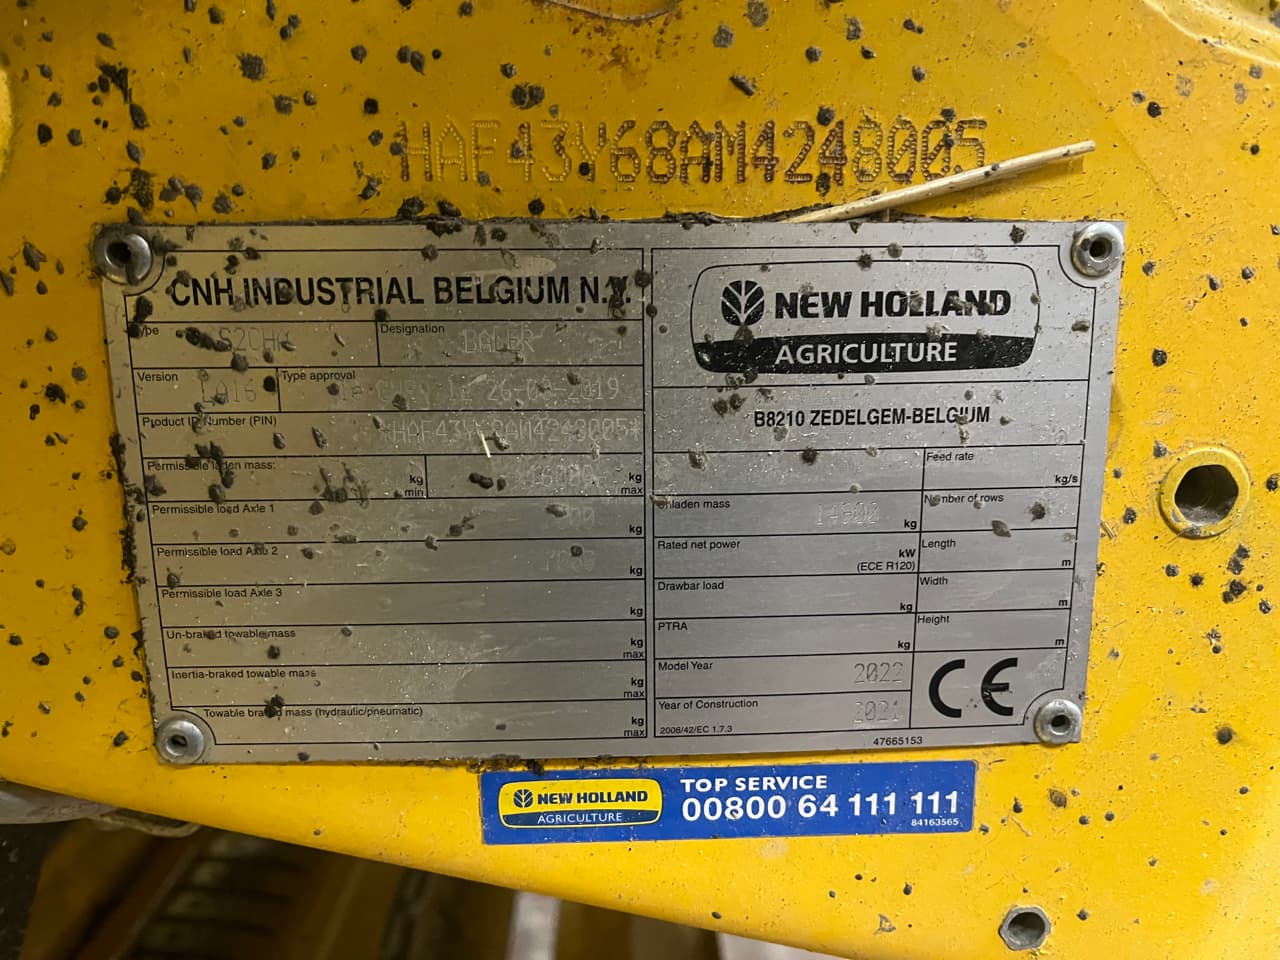 HAF43Y68AM4248005
CNH INDUSTRIAL BELGIUM N.V.
NEW HOLLAND
AGRICULTURE
Type
Designation BALER
Version
Type approval 26-03-2019
B8210 ZEDELGEM-BELGIUM
Product ID Number (PIN) *HAF43Y68AM4248005*
Permissible laden mass: kg min kg max
Feed rate kg/s
Permissible load Axle 1 kg
Unladen mass kg
Number of rows
Permissible load Axle 2 kg
Rated net power kW (ECE R120)
Length m
Permissible load Axle 3 kg
Drawbar load kg
Width m
Un-braked towable mass kg max
PTRA kg
Height m
Inertia-braked towable mass kg max
Model Year 2022
CE
Towable braked mass (hydraulic/pneumatic) kg max
Year of Construction 2021
2006/42/EC 1.7.3
47665153
NEW HOLLAND
AGRICULTURE
TOP SERVICE
00800 64 111 111
84163565